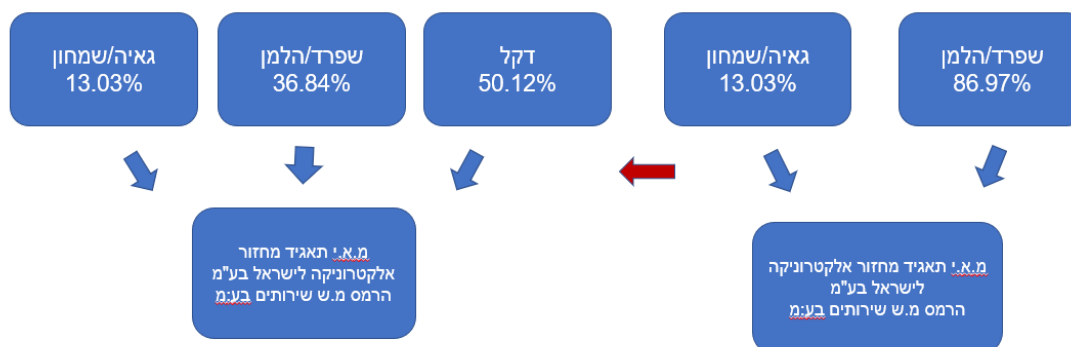 שפרד/הלמן
86.97%
גאיה/שמחון
13.03%
דקל
50.12%
שפרד/הלמן
36.84%
גאיה/שמחון
13.03%
מ.א.י תאגיד מחזור אלקטרוניקה
לישראל בע"מ
הרמס מ.ש שירותים בע:מ
מ.א.י תאגיד מחזור
אלקטרוניקה לישראל בע"מ
הרמס מ.ש שירותים בע:מ